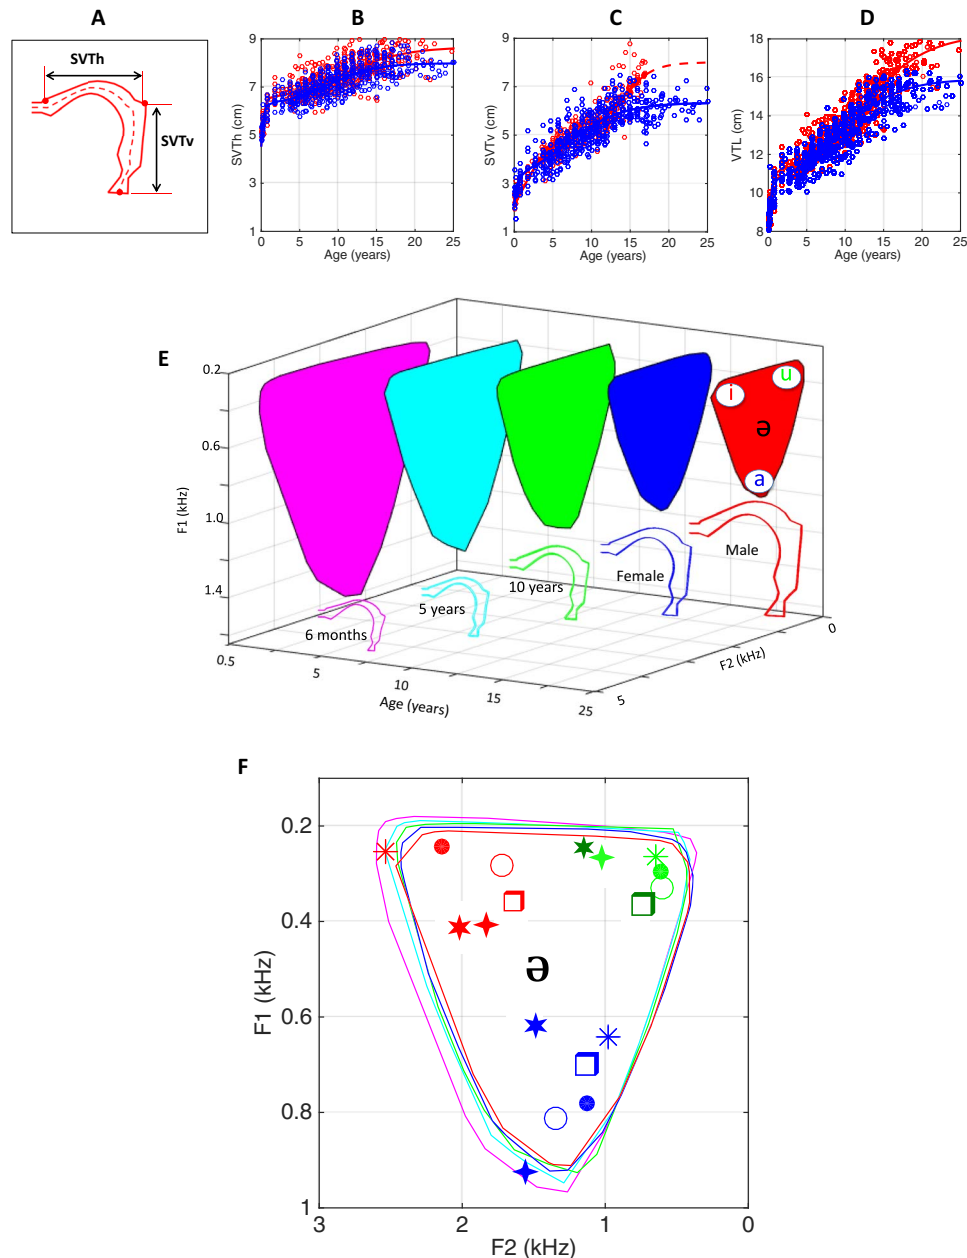 A
B
C
D
SVTh
SVTv
9
7
5
3
1
SVTh (cm)
0 5 10 15 20 25
Age (years)
9
7
5
3
1
SVTv (cm)
0 5 10 15 20 25
Age (years)
18
16
14
12
10
8
VTL (cm)
0 5 10 15 20 25
Age (years)
E
0.2
0.6
1.0
1.4
F1 (kHz)
i
u
ə
a
6 months
5 years
10 years
Female
Male
0.5
5
10
15
25
Age (years)
5
0
F2 (kHz)
F
0.2
0.4
0.6
0.8
1
F1 (kHz)
ə
3 2 1 0
F2 (kHz)